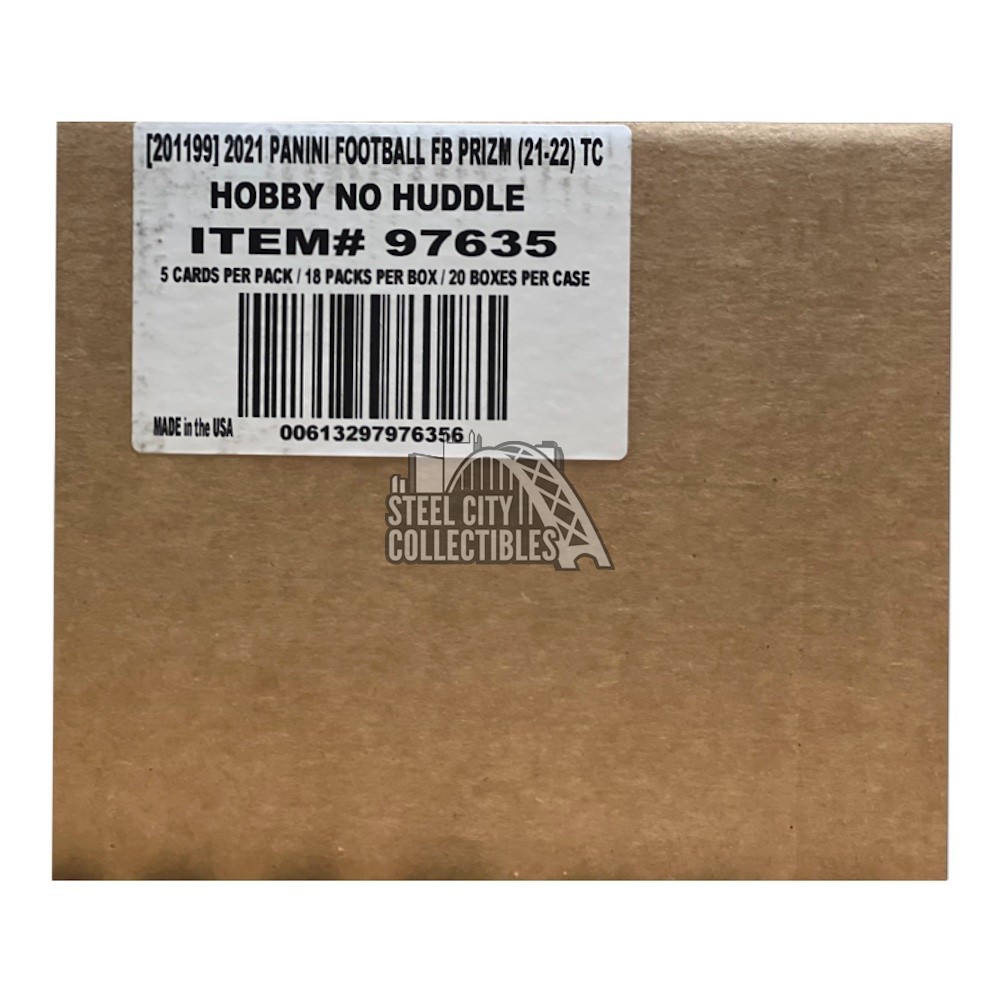 [201199] 2021 PANINI FOOTBALL FB PRIZM (21-22) TC
HOBBY NO HUDDLE
ITEM# 97635
5 CARDS PER PACK / 18 PACKS PER BOX / 20 BOXES PER CASE
MADE in the USA
00613297976356
STEEL CITY
COLLECTIBLES